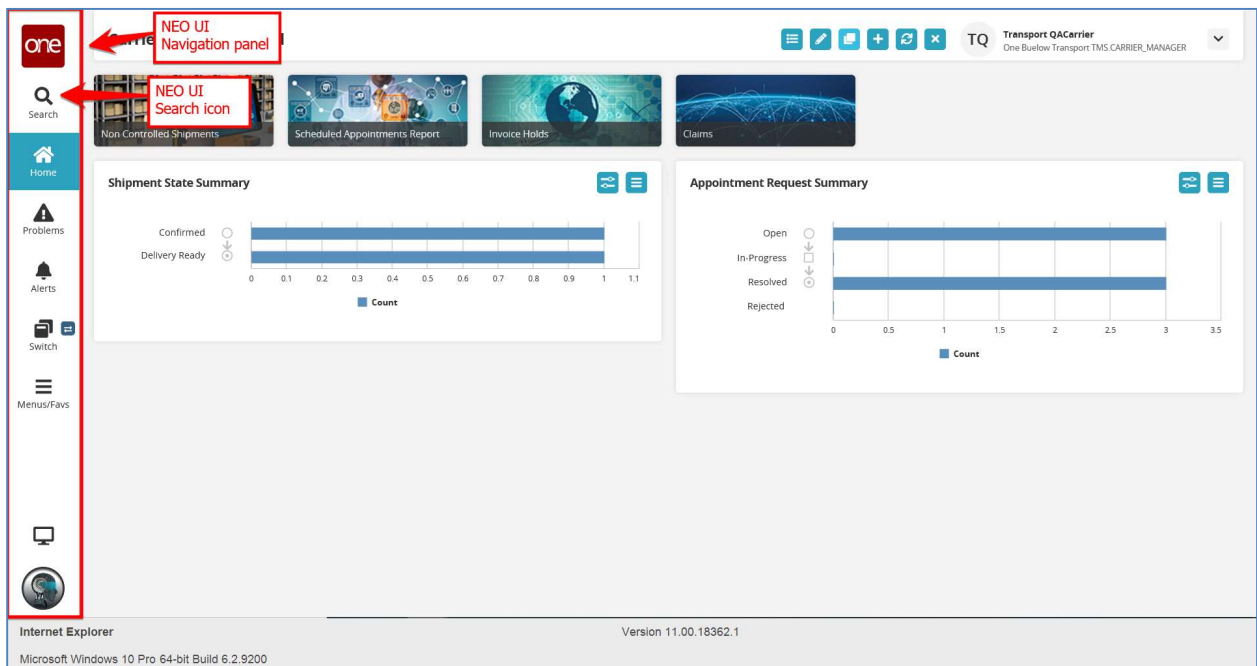 one
NEO UI
Navigation panel
TQ
Transport QACarrier
One Buelow Transport TMS.CARRIER_MANAGER
Search
NEO UI
Search icon
Non Controlled Shipments
Scheduled Appointments Report
Invoice Holds
Claims
Home
Problems
Alerts
Switch
Menus/Favs
Shipment State Summary
Confirmed
Delivery Ready
0 0.1 0.2 0.3 0.4 0.5 0.6 0.7 0.8 0.9 1 1.1
Count
Appointment Request Summary
Open
In-Progress
Resolved
Rejected
0 0.5 1 1.5 2 2.5 3 3.5
Count
Internet Explorer
Version 11.00.18362.1
Microsoft Windows 10 Pro 64-bit Build 6.2.9200